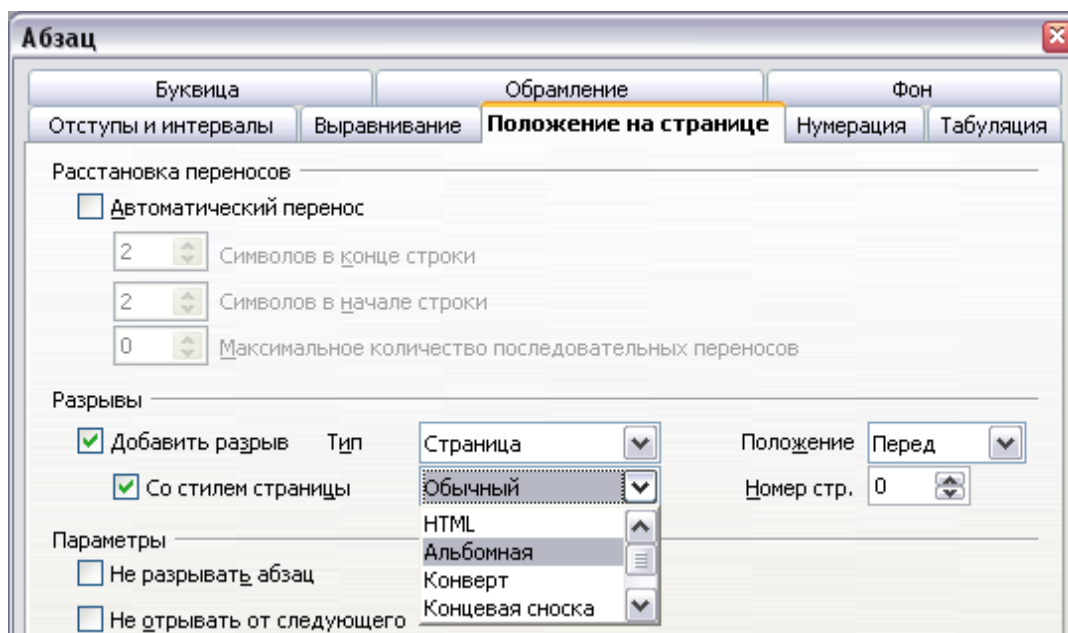 Абзац
Буквица Обрамление Фон
Отступы и интервалы Выравнивание Положение на странице Нумерация Табуляция
Расстановка переносов
Автоматический перенос
2 Символов в конце строки
2 Символов в начале строки
0 Максимальное количество последовательных переносов
Разрывы
Добавить разрыв Тип Страница Положение Перед
Со стилем страницы Обычный Номер стр. 0
HTML
Параметры Альбомная
Не разрывать абзац Конверт
Концевая сноска
Не отрывать от следующего